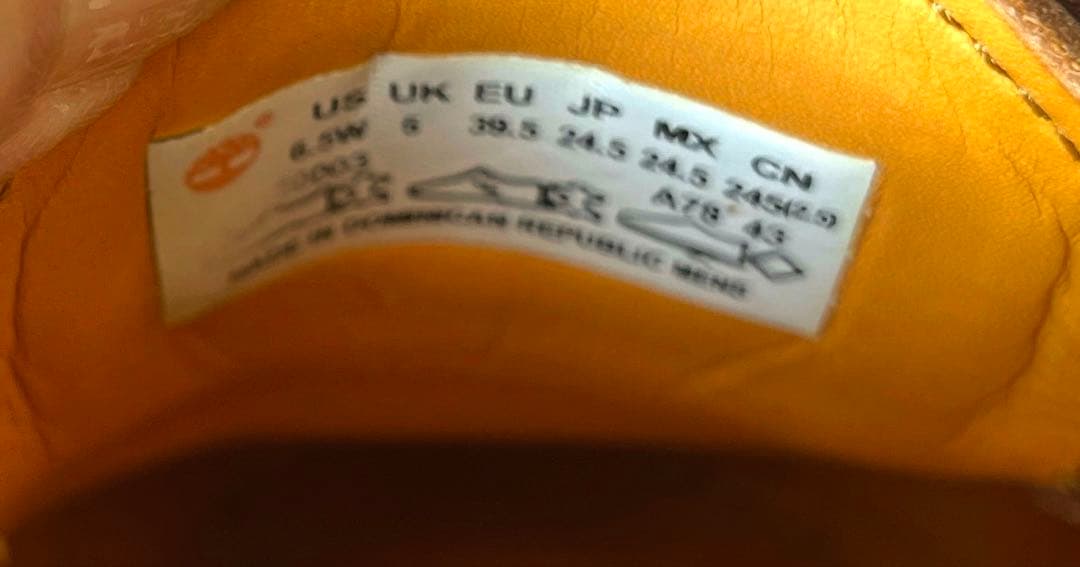 US UK EU JP MX CN
6.5W 6 39.5 24.5 24.5 245(2.5)
A78 43
MADE IN DOMINICAN REPUBLIC MENS